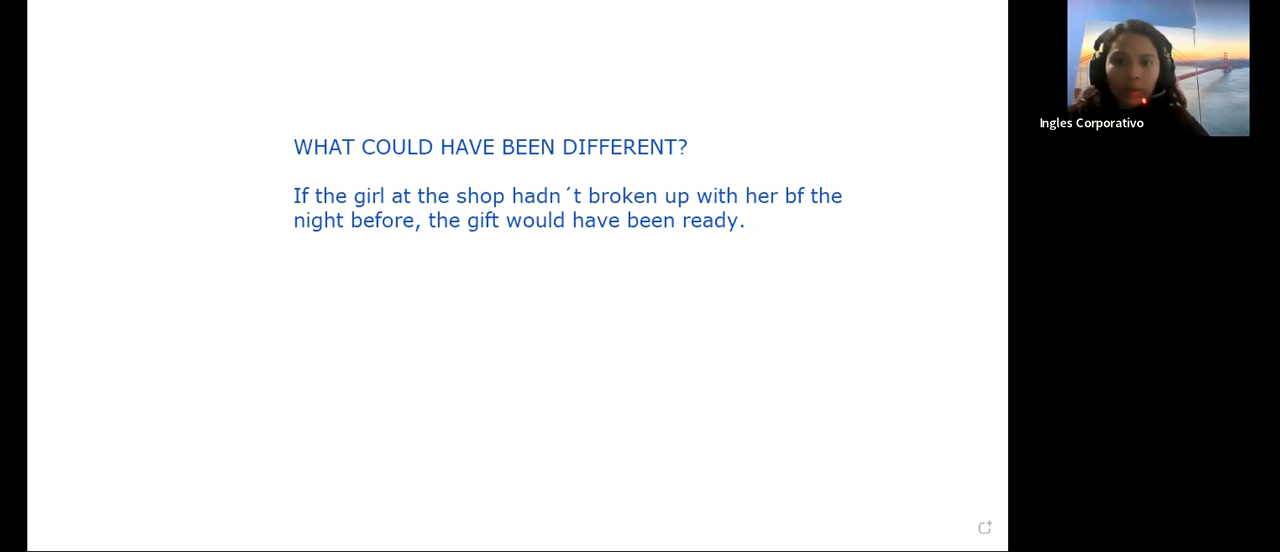 WHAT COULD HAVE BEEN DIFFERENT?
If the girl at the shop hadn´t broken up with her bf the
night before, the gift would have been ready.
Ingles Corporativo